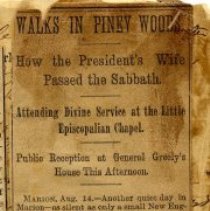 WALKS IN PINEY WOODS
How the President's Wife
Passed the Sabbath.
Attending Divine Service at the Little
Episcopalian Chapel.
Public Reception at General Greely's
House This Afternoon.
MARION, Aug. 14.—Another quiet day in
Marion—as silent as only a small New Eng-